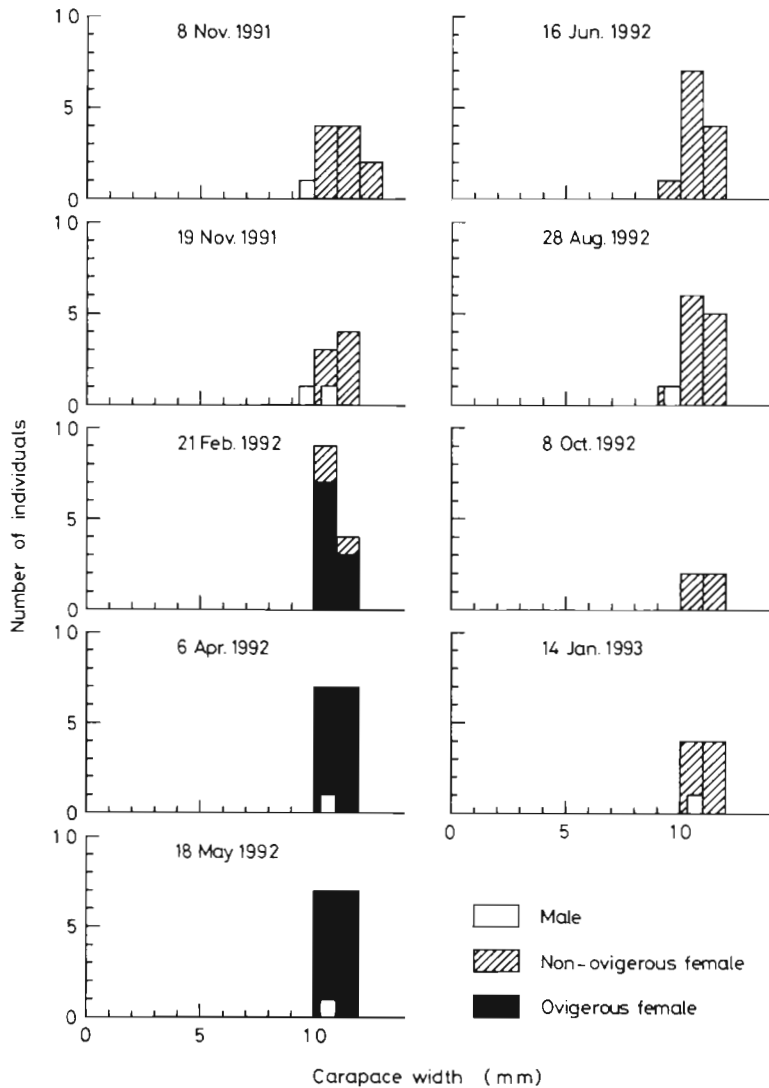 10
5
0
8 Nov. 1991
10
5
0
19 Nov. 1991
10
5
0
21 Feb. 1992
10
5
0
6 Apr. 1992
10
5
0
18 May 1992
0 5 10
16 Jun. 1992
28 Aug. 1992
8 Oct. 1992
14 Jan. 1993
0 5 10
Number of individuals
Male
Non-ovigerous female
Ovigerous female
Carapace width (mm)